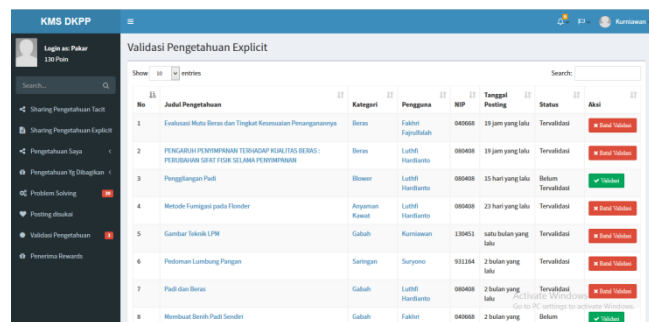 KMS DKPP
Kurniawan
Login as: Pakar
130 Poin
Search...
Sharing Pengetahuan Tacit
Sharing Pengetahuan Explicit
Pengetahuan Saya
Pengetahuan Yg Dibagikan
Problem Solving
Posting disukai
Validasi Pengetahuan
Penerima Rewards
Validasi Pengetahuan Explicit
Show 10 entries
Search:
No Judul Pengetahuan Kategori Pengguna NIP Tanggal Posting Status Aksi
1 Evaluasi Mutu Beras dan Tingkat Kesesuaian Penanganannya Beras Fakhri Fajrullalah 040668 19 jam yang lalu Tervalidasi Batal Validasi
2 PENGARUH PENYIMPANAN TERHADAP KUALITAS BERAS : PERUBAHAN SIFAT FISIK SELAMA PENYIMPANAN Beras Luthfi Hardianto 080408 19 jam yang lalu Tervalidasi Batal Validasi
3 Penggilangan Padi Blower Luthfi Hardianto 080408 15 hari yang lalu Belum Tervalidasi Validasi
4 Metode Fumigasi pada Flonder Anyaman Kawat Luthfi Hardianto 080408 23 hari yang lalu Tervalidasi Batal Validasi
5 Gambar Teknik LPM Gabah Kurniawan 130451 satu bulan yang lalu Tervalidasi Batal Validasi
6 Pedoman Lumbung Pangan Saringan Suryono 931164 2 bulan yang lalu Tervalidasi Batal Validasi
7 Padi dan Beras Gabah Luthfi Hardianto 080408 2 bulan yang lalu Tervalidasi Batal Validasi
8 Membuat Benih Padi Sendiri Gabah Fakhri 040668 2 bulan yang Belum Validasi
Activate Windows
Go to PC settings to activate Windows.